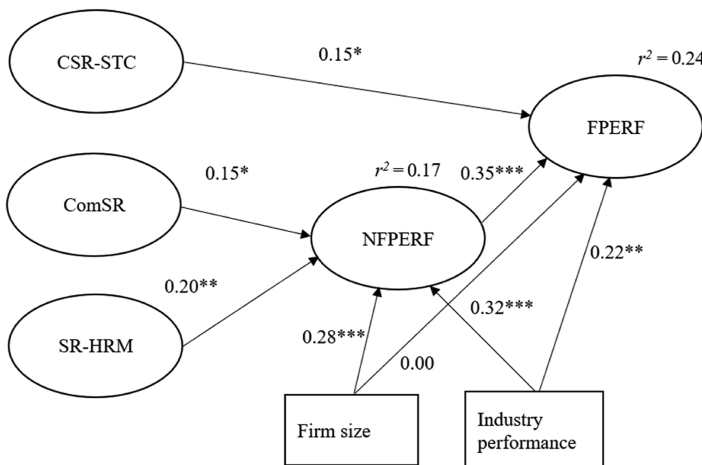 CSR-STC
0.15*
r² = 0.24
FPERF
ComSR
0.15*
r² = 0.17
0.35***
NFPERF
0.22**
SR-HRM
0.20**
0.28***
0.32***
0.00
Firm size
Industry
performance